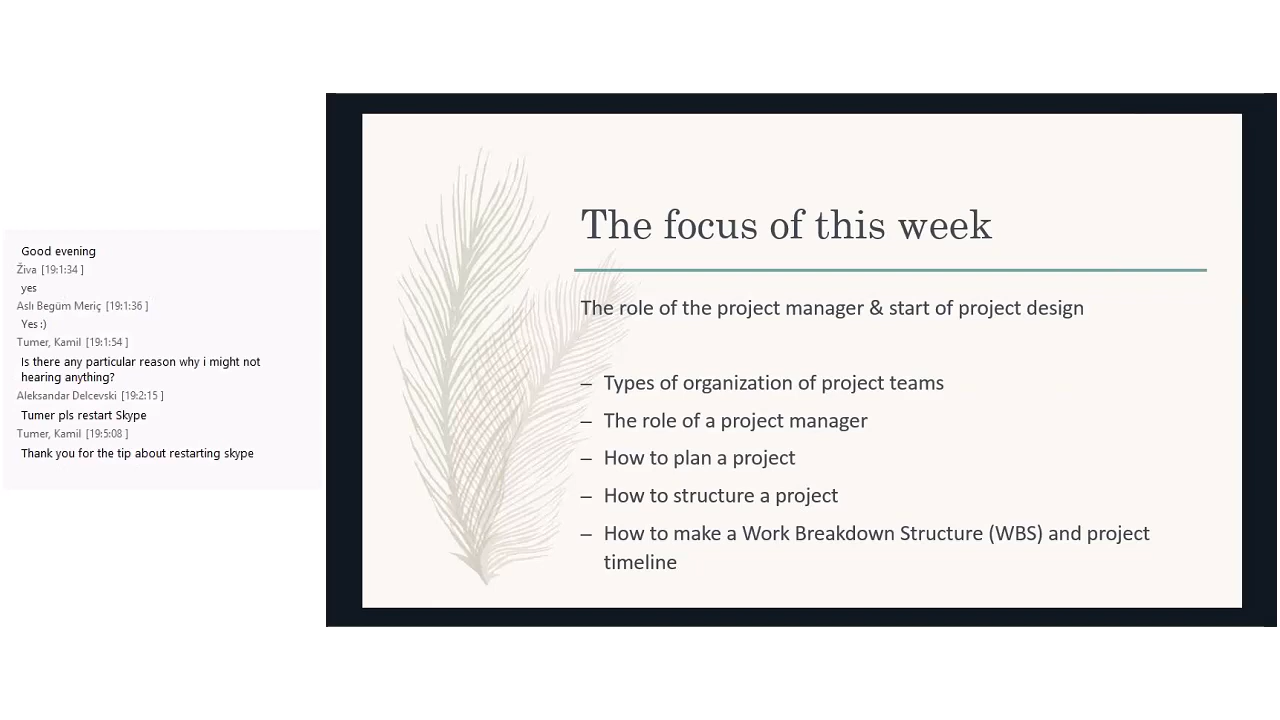 Good evening
Živa [19:1:34 ]
yes
Aslı Begüm Meriç [19:1:36 ]
Yes :)
Tumer, Kamil [19:1:54 ]
Is there any particular reason why i might not
hearing anything?
Aleksandar Delcevski [19:2:15 ]
Tumer pls restart Skype
Tumer, Kamil [19:5:08 ]
Thank you for the tip about restarting skype
The focus of this week
The role of the project manager & start of project design
– Types of organization of project teams
– The role of a project manager
– How to plan a project
– How to structure a project
– How to make a Work Breakdown Structure (WBS) and project
timeline